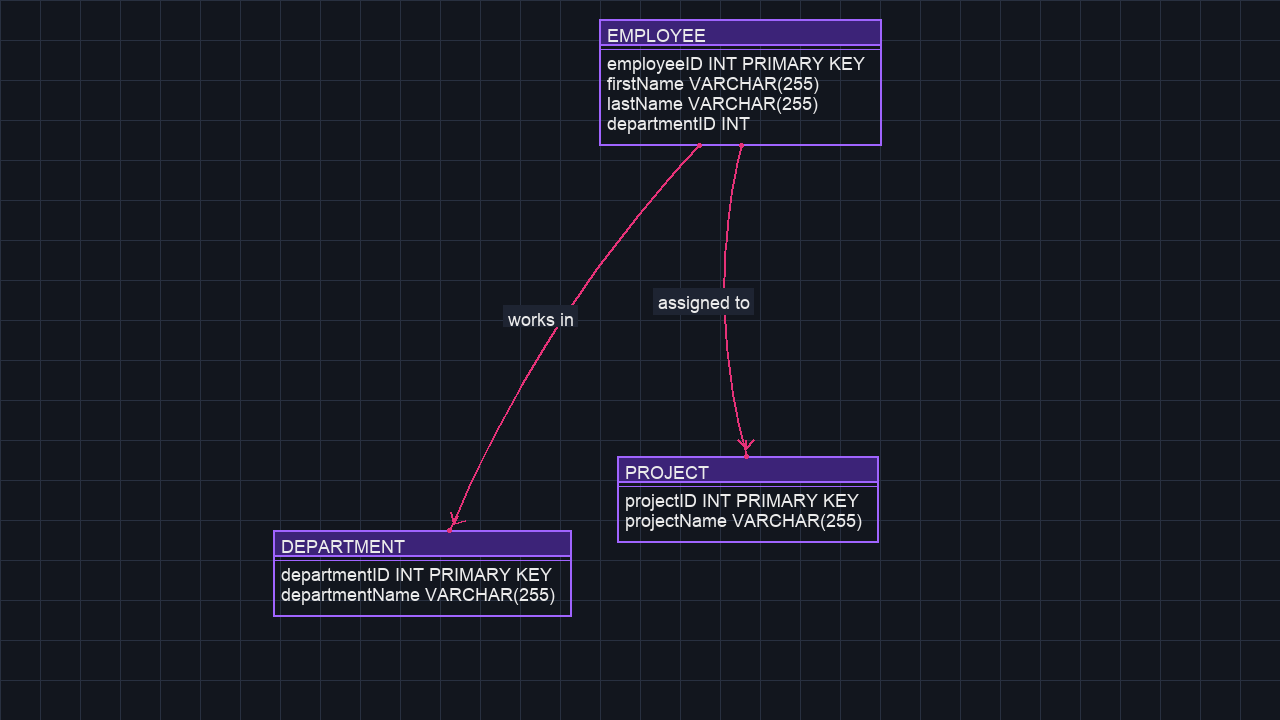 EMPLOYEE
employeeID INT PRIMARY KEY
firstName VARCHAR(255)
lastName VARCHAR(255)
departmentID INT
works in
assigned to
PROJECT
projectID INT PRIMARY KEY
projectName VARCHAR(255)
DEPARTMENT
departmentID INT PRIMARY KEY
departmentName VARCHAR(255)